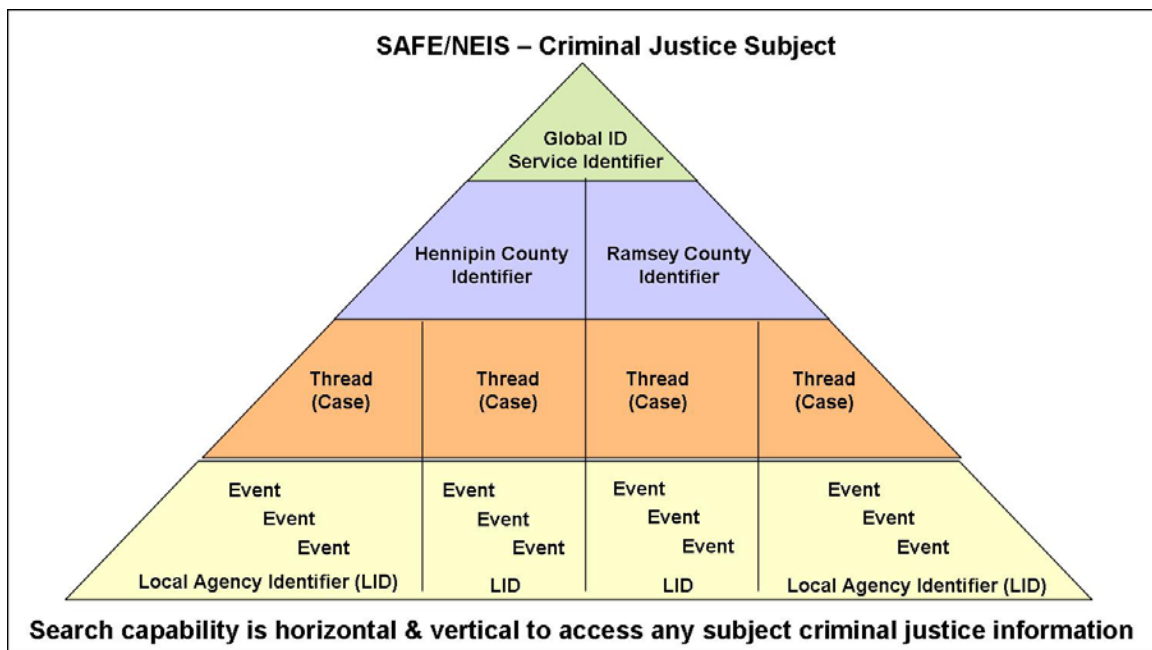 SAFE/NEIS – Criminal Justice Subject
Global ID
Service Identifier
Hennipin County
Identifier
Ramsey County
Identifier
Thread
(Case)
Thread
(Case)
Thread
(Case)
Thread
(Case)
Event
Event
Event
Local Agency Identifier (LID)
Event
Event
Event
LID
Event
Event
Event
LID
Event
Event
Event
Local Agency Identifier (LID)
Search capability is horizontal & vertical to access any subject criminal justice information